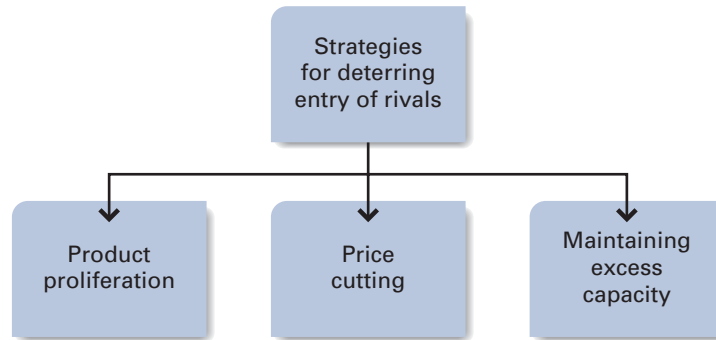 Strategies
for deterring
entry of rivals
Product
proliferation
Price
cutting
Maintaining
excess
capacity